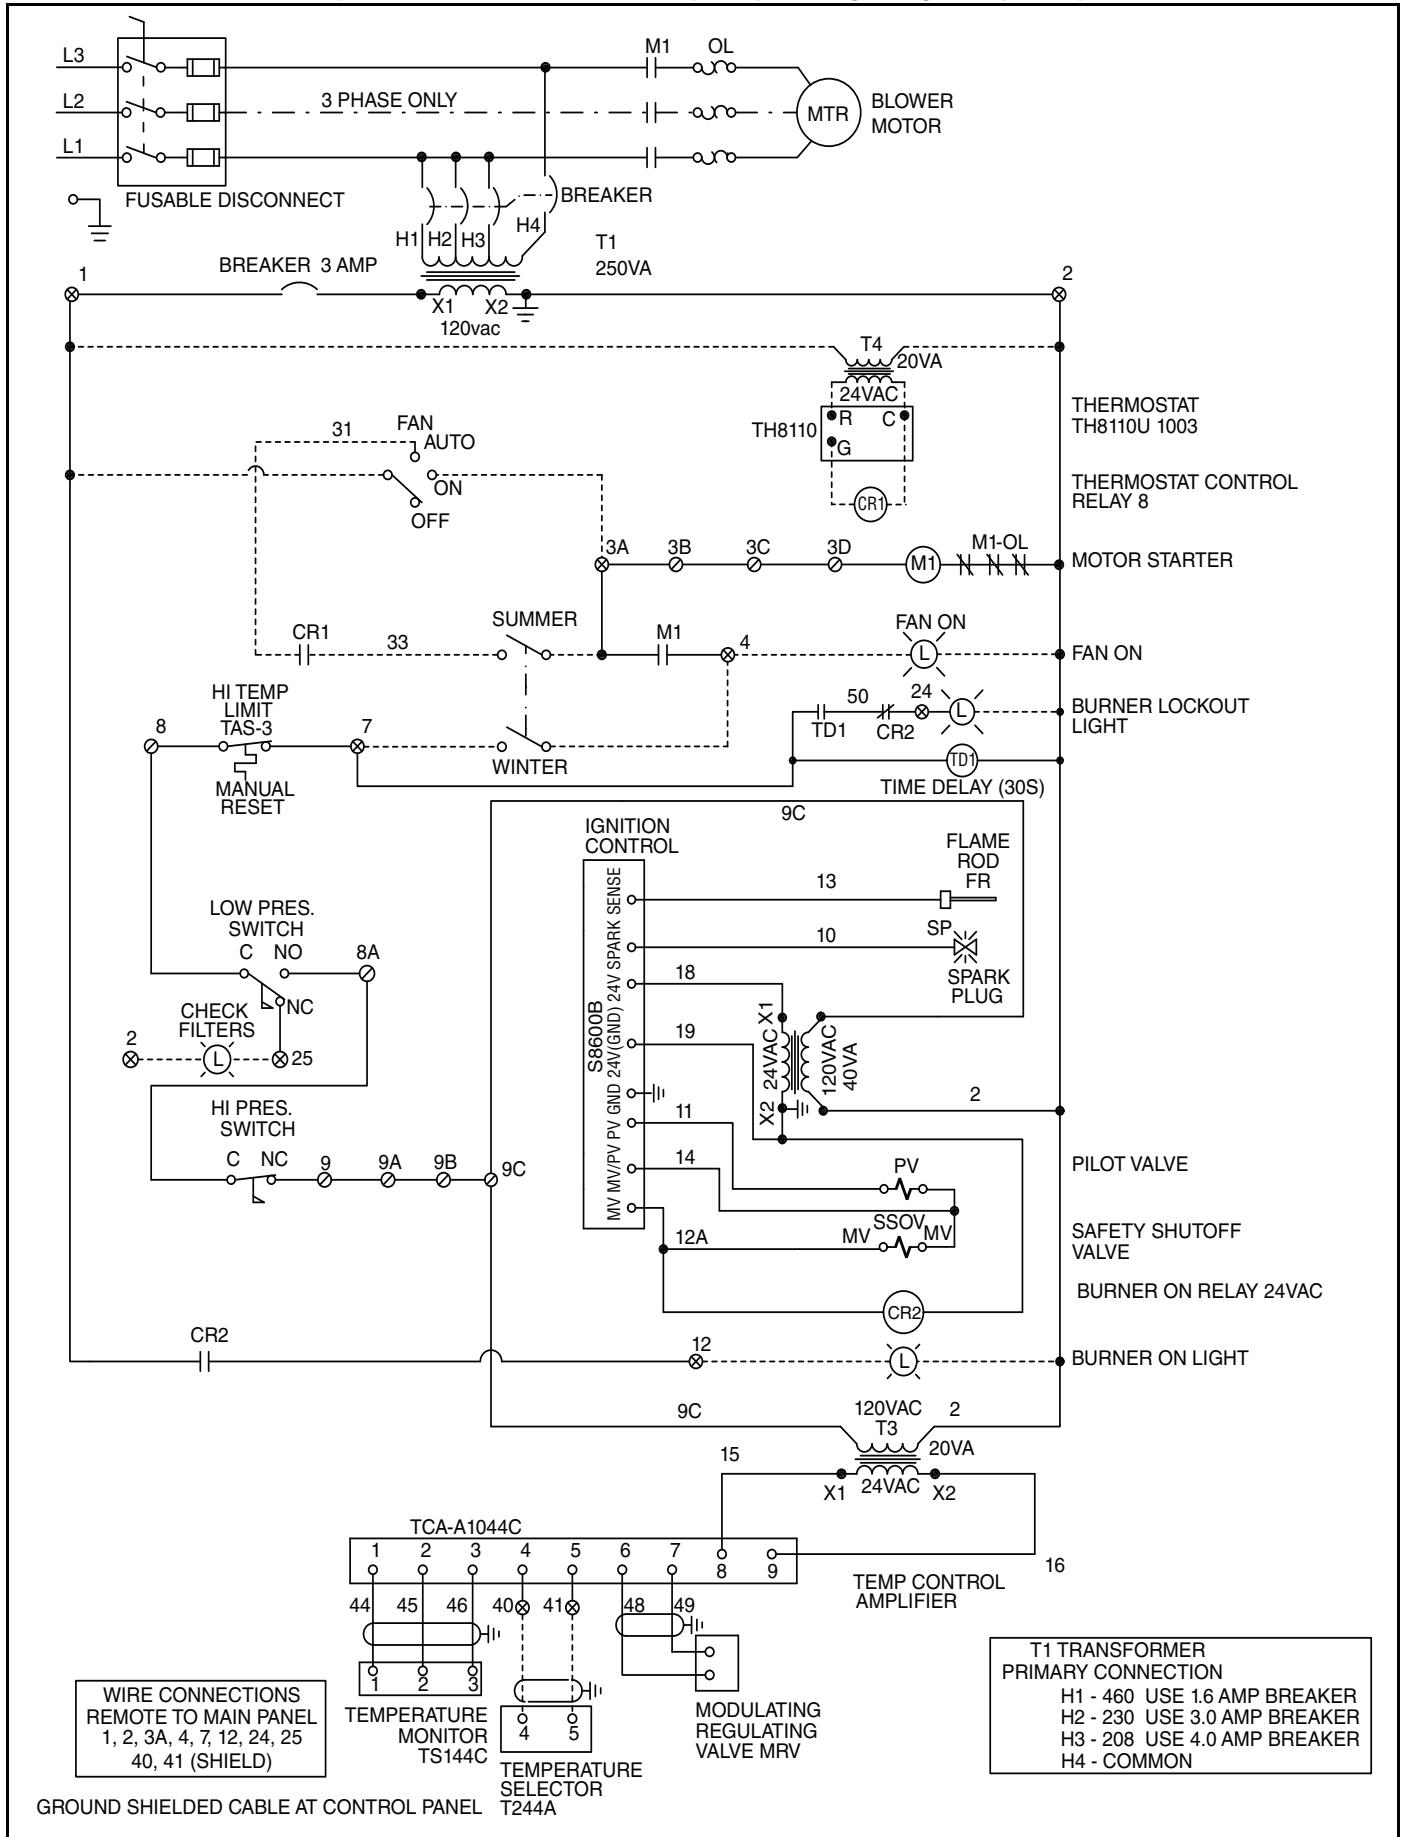 M1 OL
L3
L2
3 PHASE ONLY
MTR
BLOWER
MOTOR
L1
FUSABLE DISCONNECT
BREAKER
H1 H2 H3 H4
T1
250VA
BREAKER 3 AMP
1
2
X1 X2
120vac
T4
20VA
24VAC
R C
TH8110
G
THERMOSTAT
TH8110U 1003
31
FAN
AUTO
ON
OFF
CR1
THERMOSTAT CONTROL
RELAY 8
3A 3B 3C 3D
M1
M1-OL
MOTOR STARTER
SUMMER
CR1
33
M1
4
FAN ON
L
FAN ON
HI TEMP
LIMIT
TAS-3
8
7
50
24
L
TD1
CR2
BURNER LOCKOUT
LIGHT
WINTER
TD1
MANUAL
RESET
TIME DELAY (30S)
9C
IGNITION
CONTROL
FLAME
ROD
FR
13
10
SP
SPARK
PLUG
S8600B
MV MV/PV PV GND 24V(GND) 24V SPARK SENSE
LOW PRES.
SWITCH
C NO
8A
NC
CHECK
FILTERS
2
L
25
18
19
X1
24VAC
X2
120VAC
40VA
2
HI PRES.
SWITCH
C NC
9
9A
9B
9C
11
14
PV
PILOT VALVE
12A
MV
SSOV
MV
SAFETY SHUTOFF
VALVE
BURNER ON RELAY 24VAC
CR2
CR2
12
L
BURNER ON LIGHT
9C
120VAC
T3
2
20VA
15
X1
24VAC
X2
TCA-A1044C
1 2 3 4 5 6 7 8 9
16
TEMP CONTROL
AMPLIFIER
44 45 46 40 41 48 49
1 2 3
4 5
TEMPERATURE
MONITOR
TS144C
TEMPERATURE
SELECTOR
T244A
MODULATING
REGULATING
VALVE MRV
WIRE CONNECTIONS
REMOTE TO MAIN PANEL
1, 2, 3A, 4, 7, 12, 24, 25
40, 41 (SHIELD)
T1 TRANSFORMER
PRIMARY CONNECTION
H1 - 460 USE 1.6 AMP BREAKER
H2 - 230 USE 3.0 AMP BREAKER
H3 - 208 USE 4.0 AMP BREAKER
H4 - COMMON
GROUND SHIELDED CABLE AT CONTROL PANEL